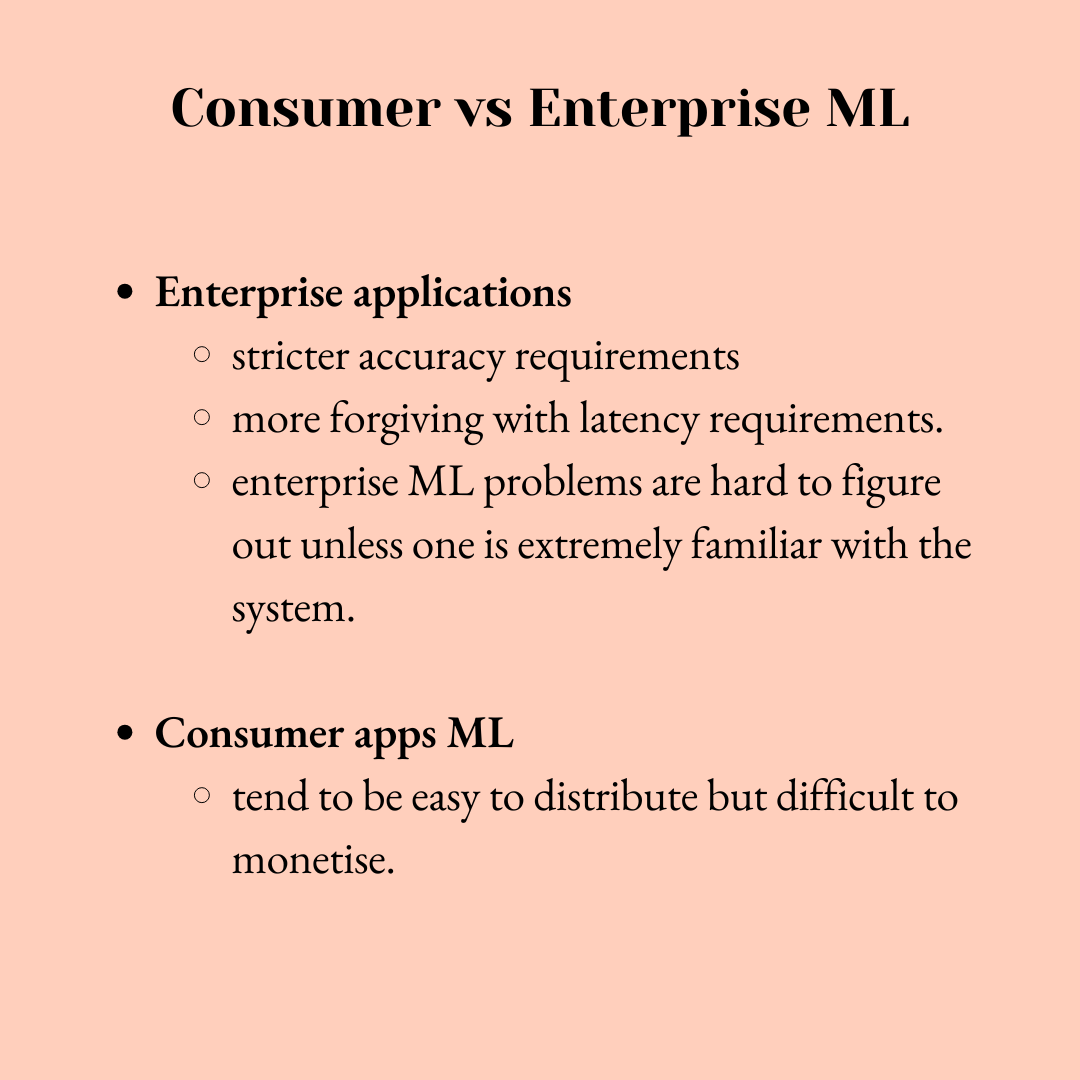 Consumer vs Enterprise ML
• Enterprise applications
○ stricter accuracy requirements
○ more forgiving with latency requirements.
○ enterprise ML problems are hard to figure
out unless one is extremely familiar with the
system.
• Consumer apps ML
○ tend to be easy to distribute but difficult to
monetise.